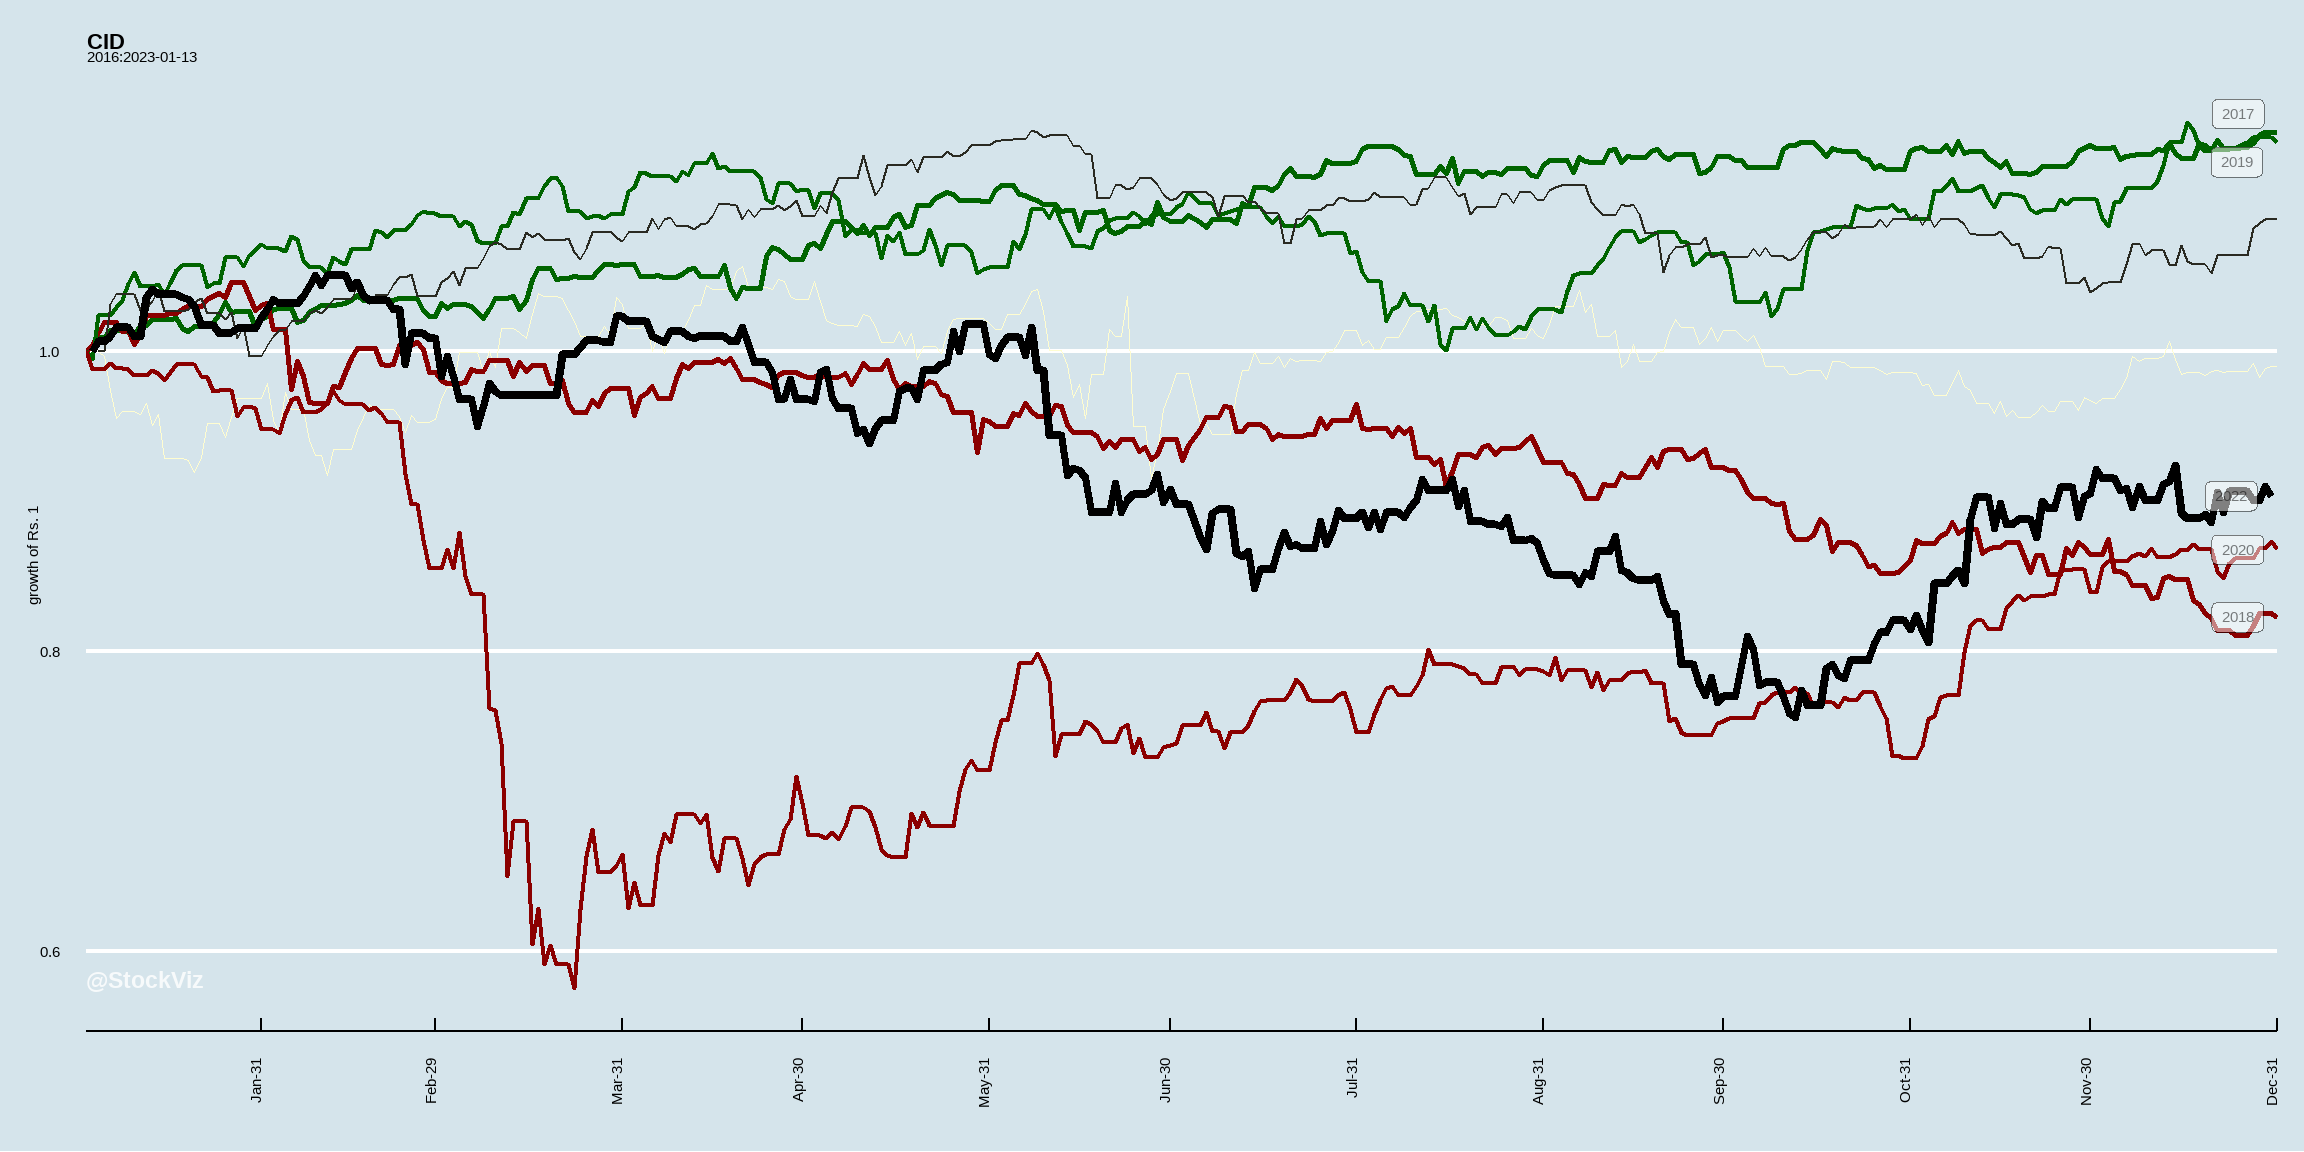 CID
2016:2023-01-13
2017
2019
1.0
2022
growth of Rs. 1
2020
2018
0.8
0.6
@StockViz
Jan-31
Feb-29
Mar-31
Apr-30
May-31
Jun-30
Jul-31
Aug-31
Sep-30
Oct-31
Nov-30
Dec-31